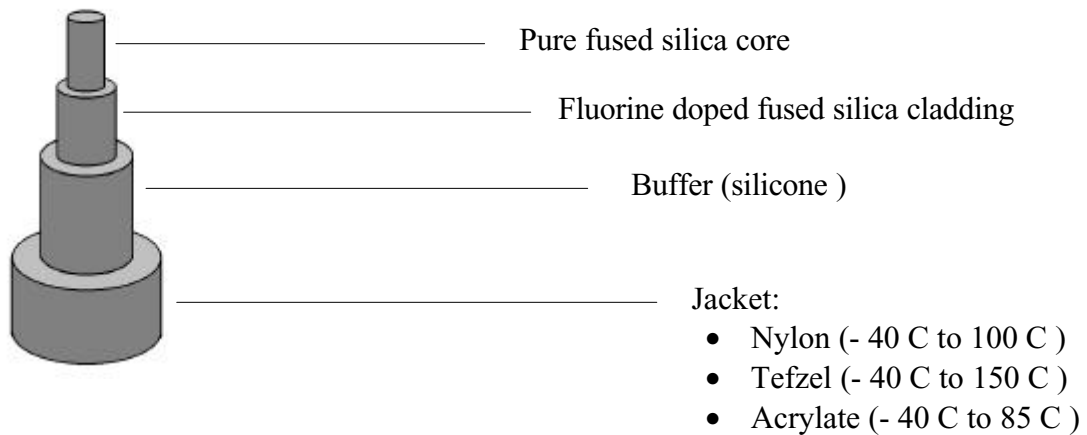 Pure fused silica core
Fluorine doped fused silica cladding
Buffer (silicone )
Jacket:
• Nylon (- 40 C to 100 C )
• Tefzel (- 40 C to 150 C )
• Acrylate (- 40 C to 85 C )